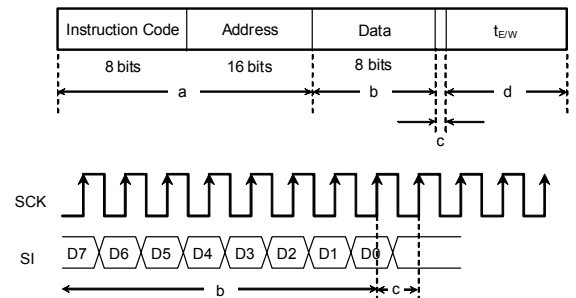 Instruction Code Address Data tE/W
8 bits 16 bits 8 bits
a b d
c
SCK
SI D7 D6 D5 D4 D3 D2 D1 D0
b c